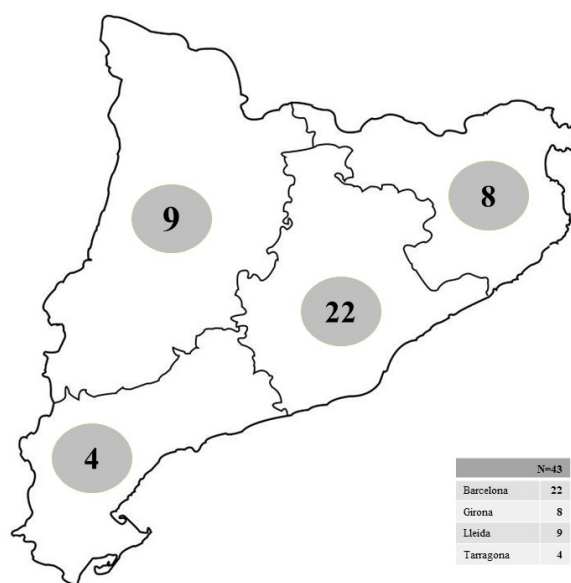 8
9
22
4
N=43
Barcelona 22
Girona 8
Lleida 9
Tarragona 4